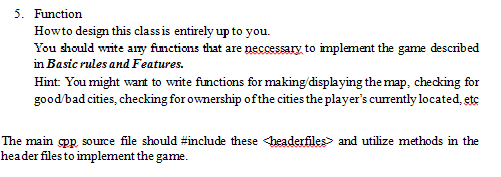 5. Function
How to design this class is entirely up to you.
You should write any functions that are neccessary to implement the game described
in Basic rules and Features.
Hint: You might want to write functions for making/displaying the map, checking for
good/bad cities, checking for ownership of the cities the player's currently located, etc
The main cpp source file should #include these <headerfiles> and utilize methods in the
header files to implement the game.